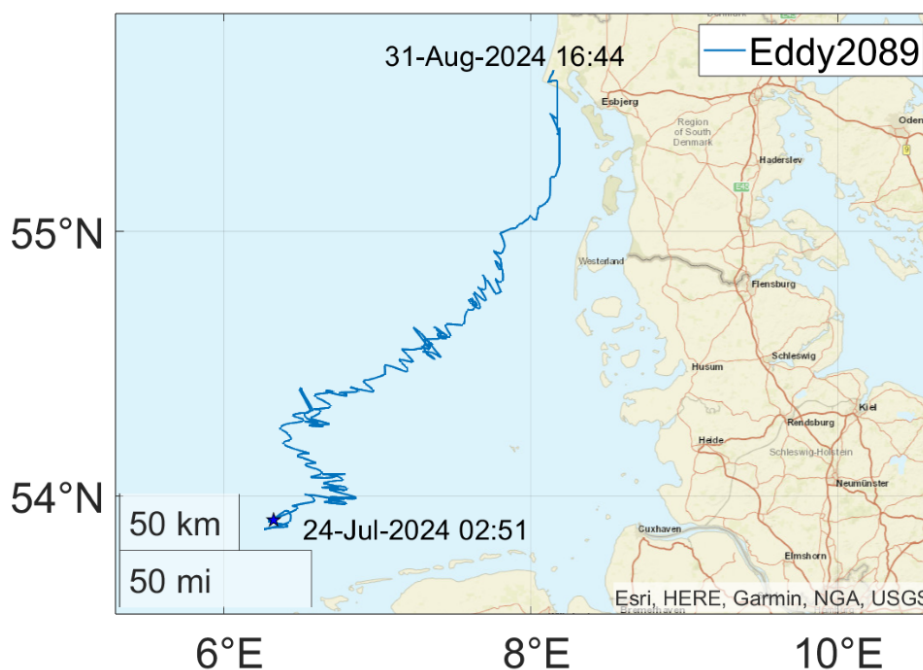 31-Aug-2024 16:44
Eddy2089
Esbjerg
Oden
Region
of South
Denmark
Haderslev
55°N
Westerland
Flensburg
Schleswig
Husum
Kiel
Rendsburg
Heide
Schleswig-Holstein
Neumünster
54°N
50 km
24-Jul-2024 02:51
Cuxhaven
Elmshorn
50 mi
Esri, HERE, Garmin, NGA, USGS
6°E
8°E
10°E